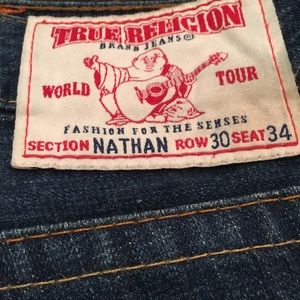 TRUE RELIGION
BRAND JEANS®
WORLD TOUR
FASHION FOR THE SENSES
SECTION NATHAN ROW 30 SEAT 34